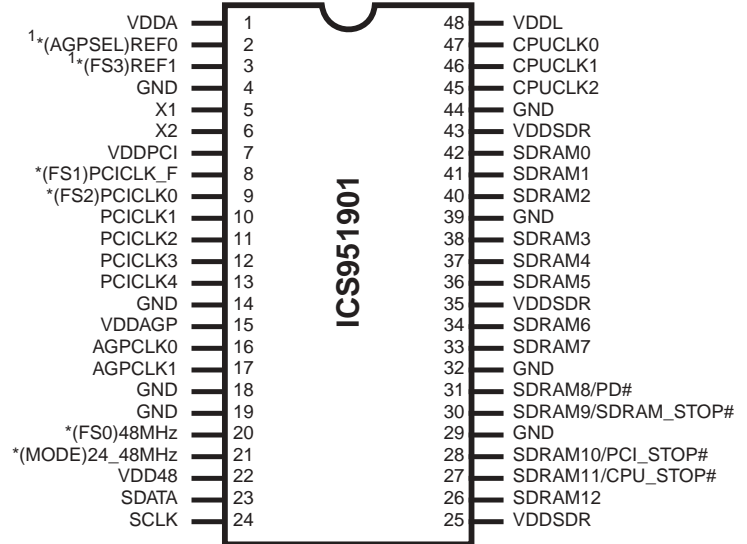 VDDA 1 48 VDDL
1*(AGPSEL)REF0 2 47 CPUCLK0
1*(FS3)REF1 3 46 CPUCLK1
GND 4 45 CPUCLK2
X1 5 44 GND
X2 6 43 VDDSDR
VDDPCI 7 42 SDRAM0
*(FS1)PCICLK_F 8 41 SDRAM1
*(FS2)PCICLK0 9 40 SDRAM2
PCICLK1 10 39 GND
PCICLK2 11 38 SDRAM3
PCICLK3 12 37 SDRAM4
PCICLK4 13 36 SDRAM5
GND 14 35 VDDSDR
VDDAGP 15 34 SDRAM6
AGPCLK0 16 33 SDRAM7
AGPCLK1 17 32 GND
GND 18 31 SDRAM8/PD#
GND 19 30 SDRAM9/SDRAM_STOP#
*(FS0)48MHz 20 29 GND
*(MODE)24_48MHz 21 28 SDRAM10/PCI_STOP#
VDD48 22 27 SDRAM11/CPU_STOP#
SDATA 23 26 SDRAM12
SCLK 24 25 VDDSDR
ICS951901